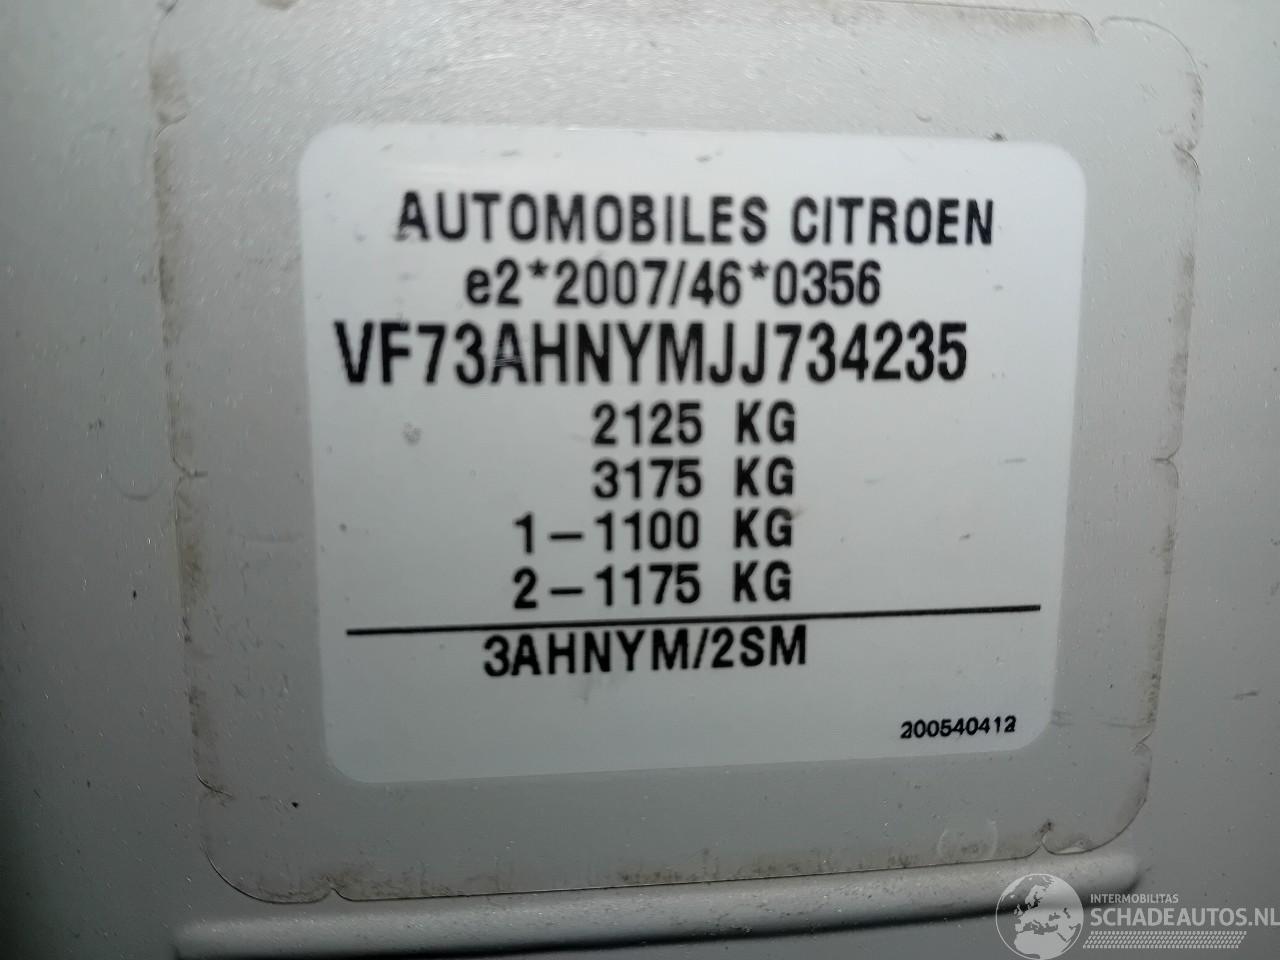 AUTOMOBILES CITROEN
e2*2007/46*0356
VF73AHNYMJJ734235
2125 KG
3175 KG
1-1100 KG
2-1175 KG
3AHNYM/2SM
200540412
INTERMOBILITAS
SCHADEAUTOS.NL